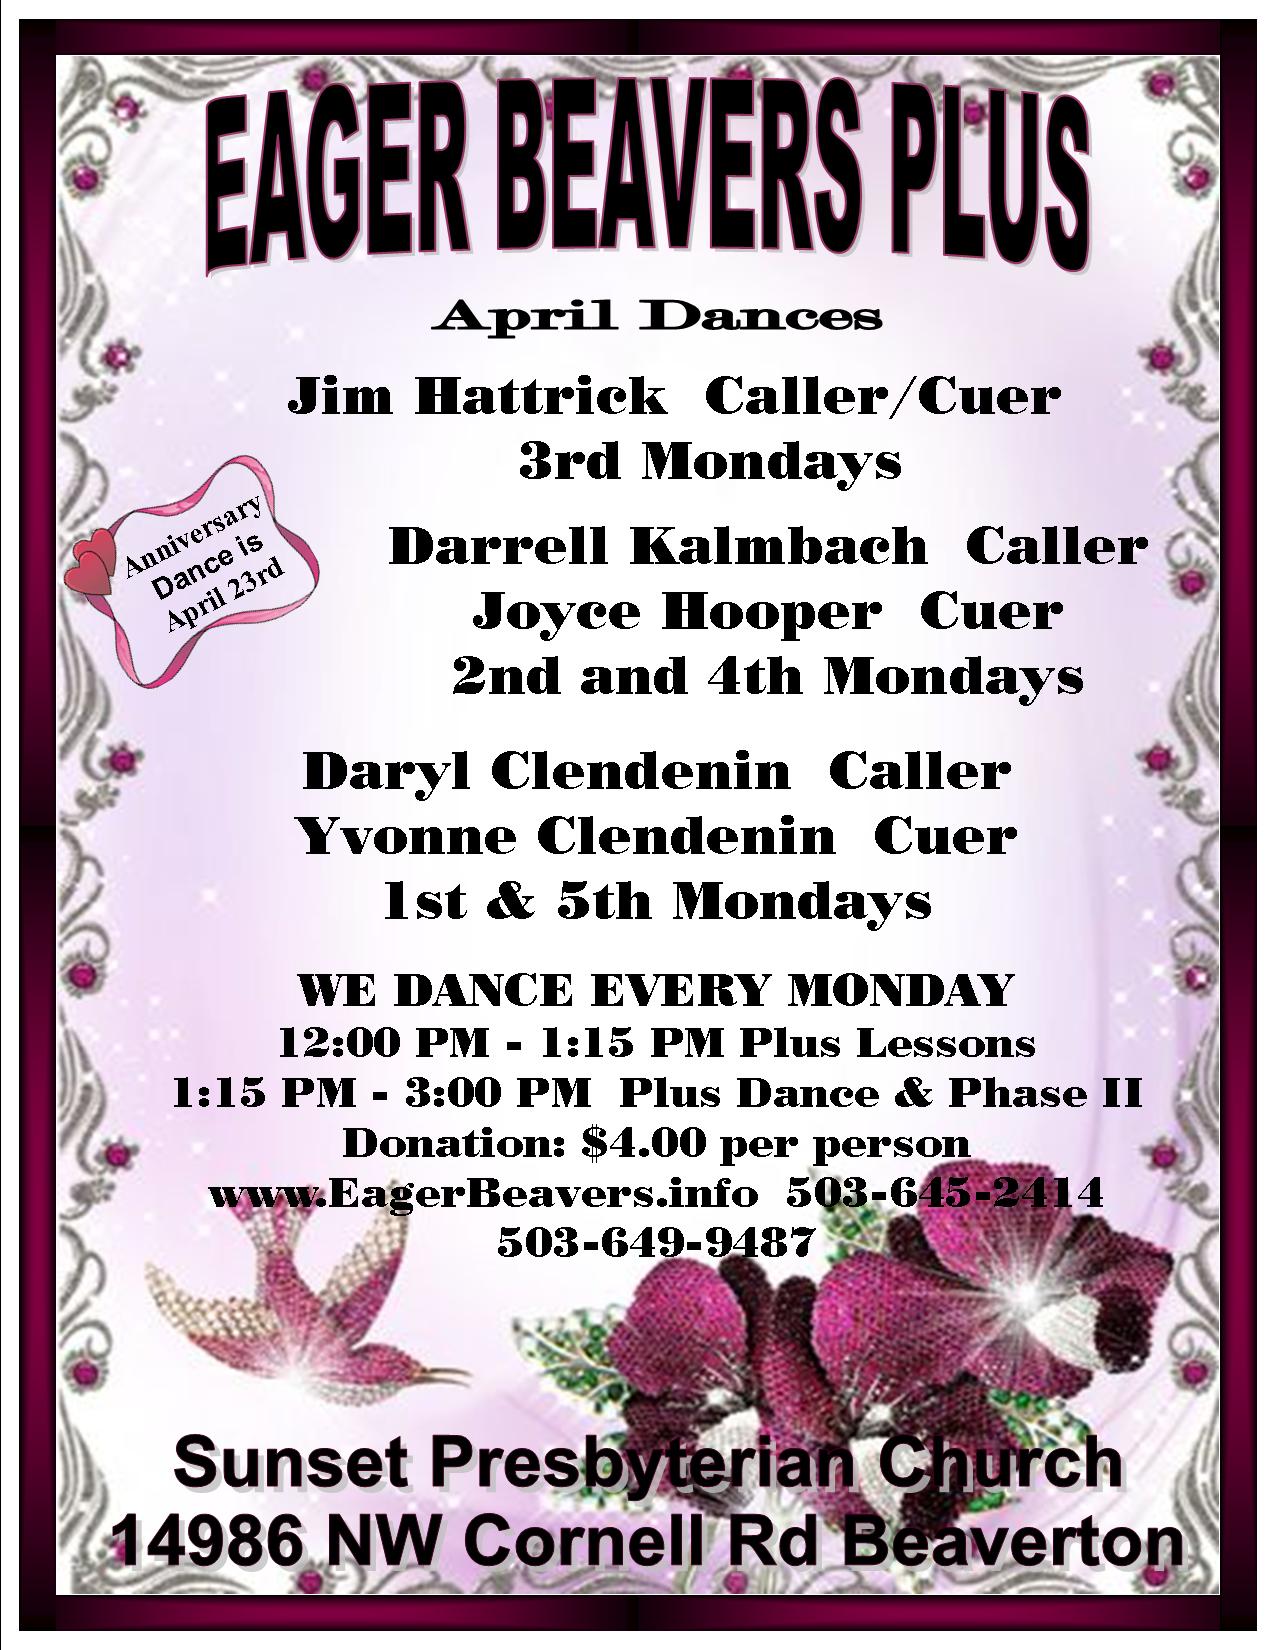 EAGER BEAVERS PLUS
April Dances
Jim Hattrick Caller/Cuer
3rd Mondays
Anniversary
Dance is
April 23rd
Darrell Kalmbach Caller
Joyce Hooper Cuer
2nd and 4th Mondays
Daryl Clendenin Caller
Yvonne Clendenin Cuer
1st & 5th Mondays
WE DANCE EVERY MONDAY
12:00 PM - 1:15 PM Plus Lessons
1:15 PM - 3:00 PM Plus Dance & Phase II
Donation: $4.00 per person
www.EagerBeavers.info 503-645-2414
503-649-9487
Sunset Presbyterian Church
14986 NW Cornell Rd Beaverton